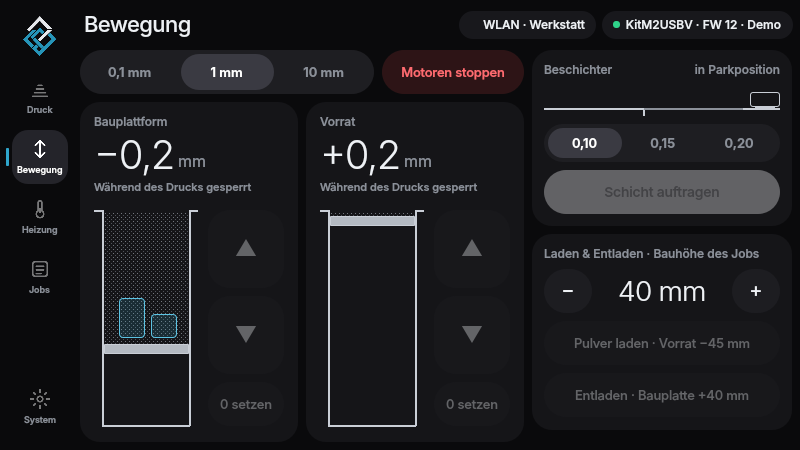 Bewegung
WLAN · Werkstatt
KitM2USBV · FW 12 · Demo
Druck
Bewegung
Heizung
Jobs
System
0,1 mm
1 mm
10 mm
Motoren stoppen
Bauplattform
−0,2 mm
Während des Drucks gesperrt
0 setzen
Vorrat
+0,2 mm
Während des Drucks gesperrt
0 setzen
Beschichter
in Parkposition
0,10
0,15
0,20
Schicht auftragen
Laden & Entladen · Bauhöhe des Jobs
− 40 mm +
Pulver laden · Vorrat −45 mm
Entladen · Bauplatte +40 mm